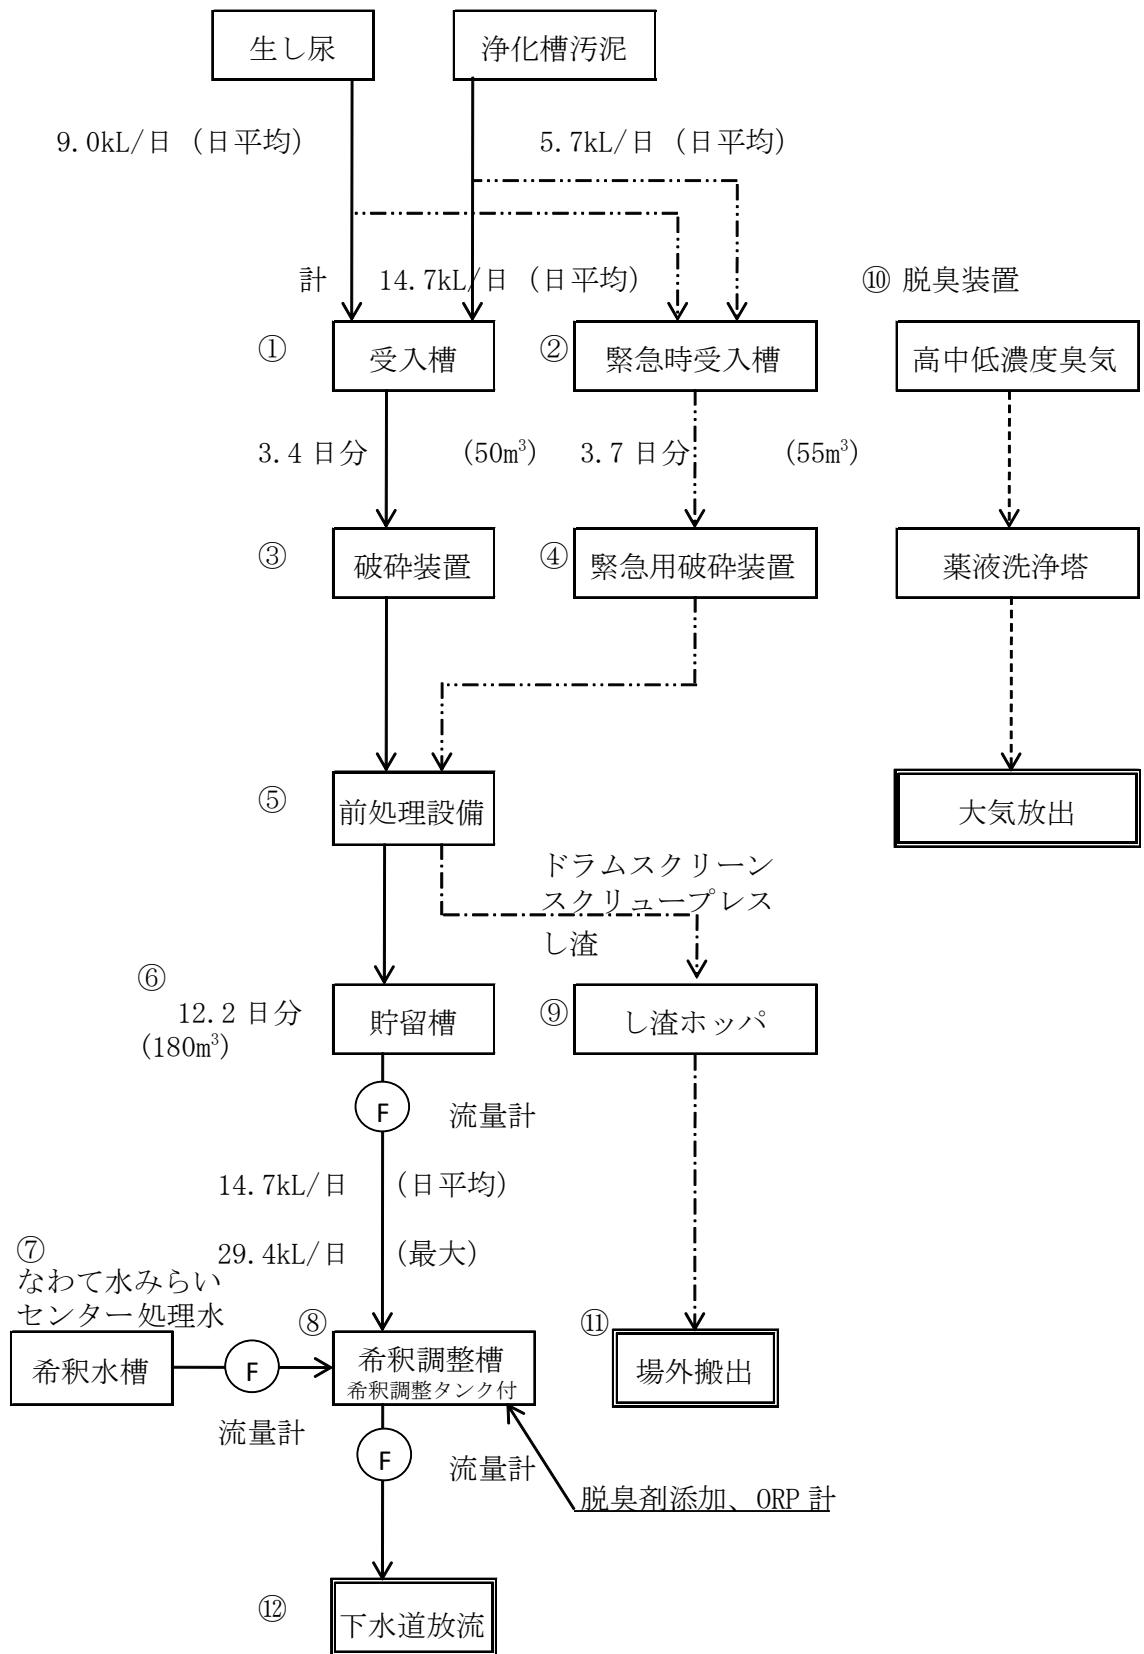 生し尿
浄化槽汚泥
9.0kL/日 (日平均)
5.7kL/日 (日平均)
計 14.7kL/日 (日平均)
⑩ 脱臭装置
①
受入槽
②
緊急時受入槽
高中低濃度臭気
3.4 日分 (50m³)
3.7 日分 (55m³)
③
破砕装置
④
緊急用破砕装置
薬液洗浄塔
⑤
前処理設備
大気放出
ドラムスクリーン
スクリュープレス
し渣
⑥
12.2 日分
(180m³)
貯留槽
⑨
し渣ホッパ
F
流量計
14.7kL/日 (日平均)
29.4kL/日 (最大)
⑦
なわて水みらい
センター処理水
希釈水槽
F
流量計
⑧
希釈調整槽
希釈調整タンク付
⑪
場外搬出
F
流量計
脱臭剤添加、ORP 計
⑫
下水道放流